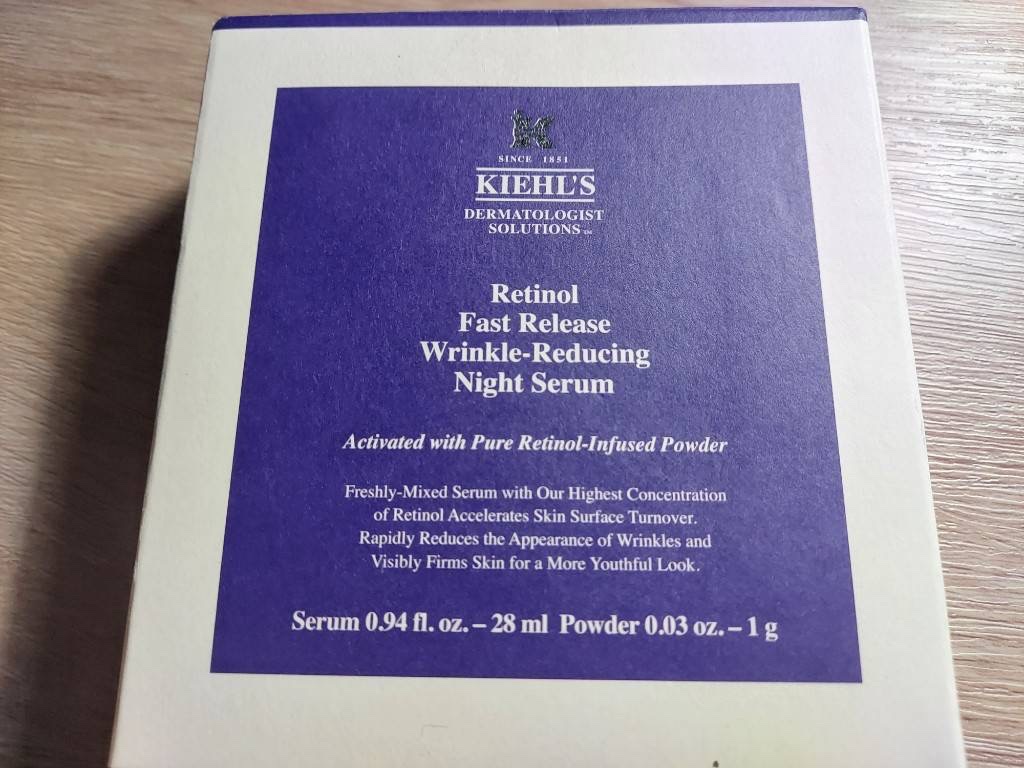 SINCE 1851
KIEHL'S
DERMATOLOGIST
SOLUTIONS™
Retinol
Fast Release
Wrinkle-Reducing
Night Serum
Activated with Pure Retinol-Infused Powder
Freshly-Mixed Serum with Our Highest Concentration
of Retinol Accelerates Skin Surface Turnover.
Rapidly Reduces the Appearance of Wrinkles and
Visibly Firms Skin for a More Youthful Look.
Serum 0.94 fl. oz. – 28 ml Powder 0.03 oz. – 1 g